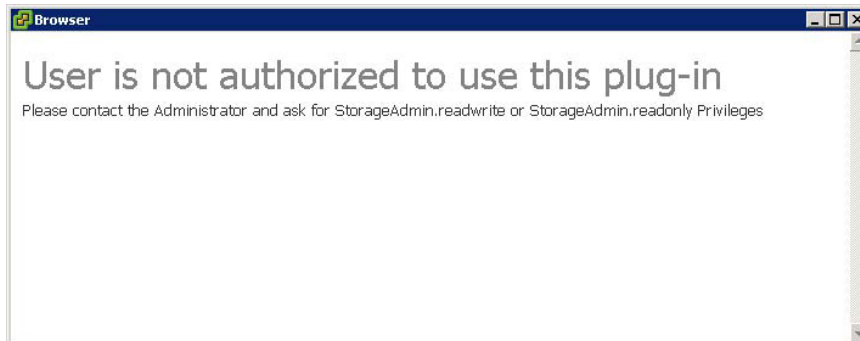 Browser
User is not authorized to use this plug-in
Please contact the Administrator and ask for StorageAdmin.readwrite or StorageAdmin.readonly Privileges